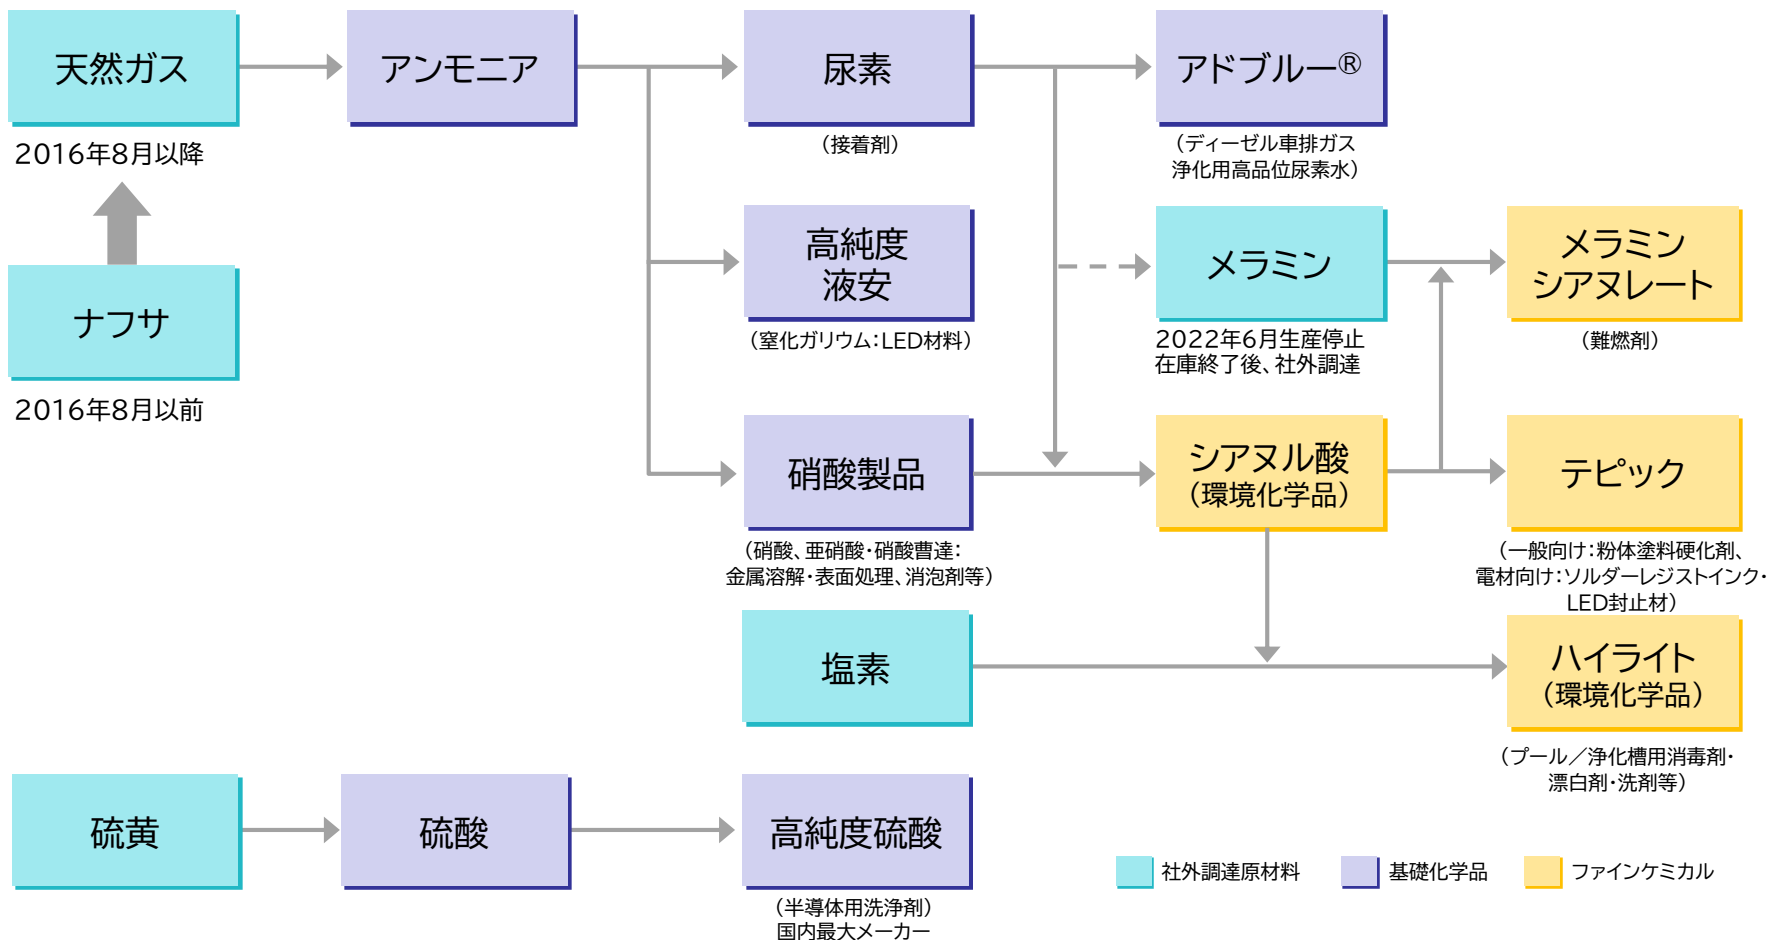 天然ガス
2016年8月以降
ナフサ
2016年8月以前
アンモニア
尿素
（接着剤）
アドブルー®
（ディーゼル車排ガス
浄化用高品位尿素水）
高純度
液安
（窒化ガリウム：LED材料）
メラミン
2022年6月生産停止
在庫終了後、社外調達
メラミン
シアヌレート
（難燃剤）
硝酸製品
（硝酸、亜硝酸・硝酸曹達：
金属溶解・表面処理、消泡剤等）
シアヌル酸
（環境化学品）
テピック
（一般向け：粉体塗料硬化剤、
電材向け：ソルダーレジストインク・
LED封止材）
塩素
ハイライト
（環境化学品）
（プール／浄化槽用消毒剤・
漂白剤・洗剤等）
硫黄
硫酸
高純度硫酸
（半導体用洗浄剤）
国内最大メーカー
社外調達原材料
基礎化学品
ファインケミカル